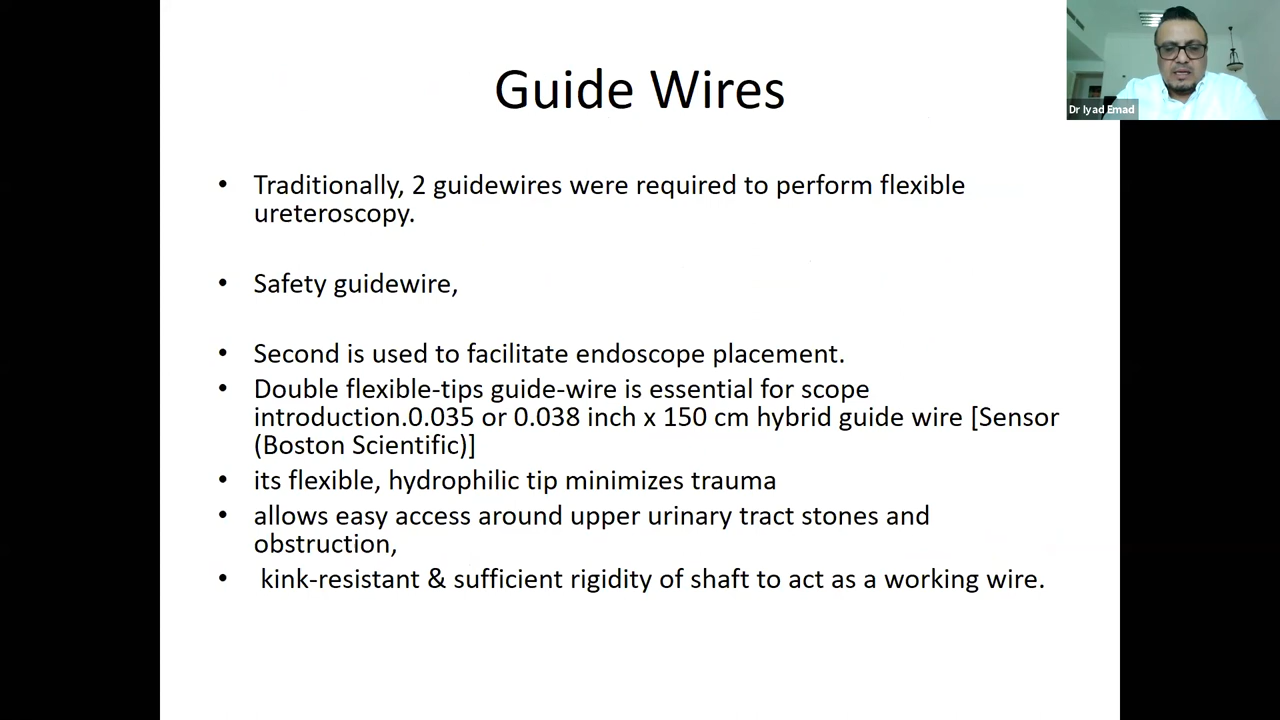 Guide Wires
Dr Iyad Emad
• Traditionally, 2 guidewires were required to perform flexible
ureteroscopy.
• Safety guidewire,
• Second is used to facilitate endoscope placement.
• Double flexible-tips guide-wire is essential for scope
introduction.0.035 or 0.038 inch x 150 cm hybrid guide wire [Sensor
(Boston Scientific)]
• its flexible, hydrophilic tip minimizes trauma
• allows easy access around upper urinary tract stones and
obstruction,
• kink-resistant & sufficient rigidity of shaft to act as a working wire.